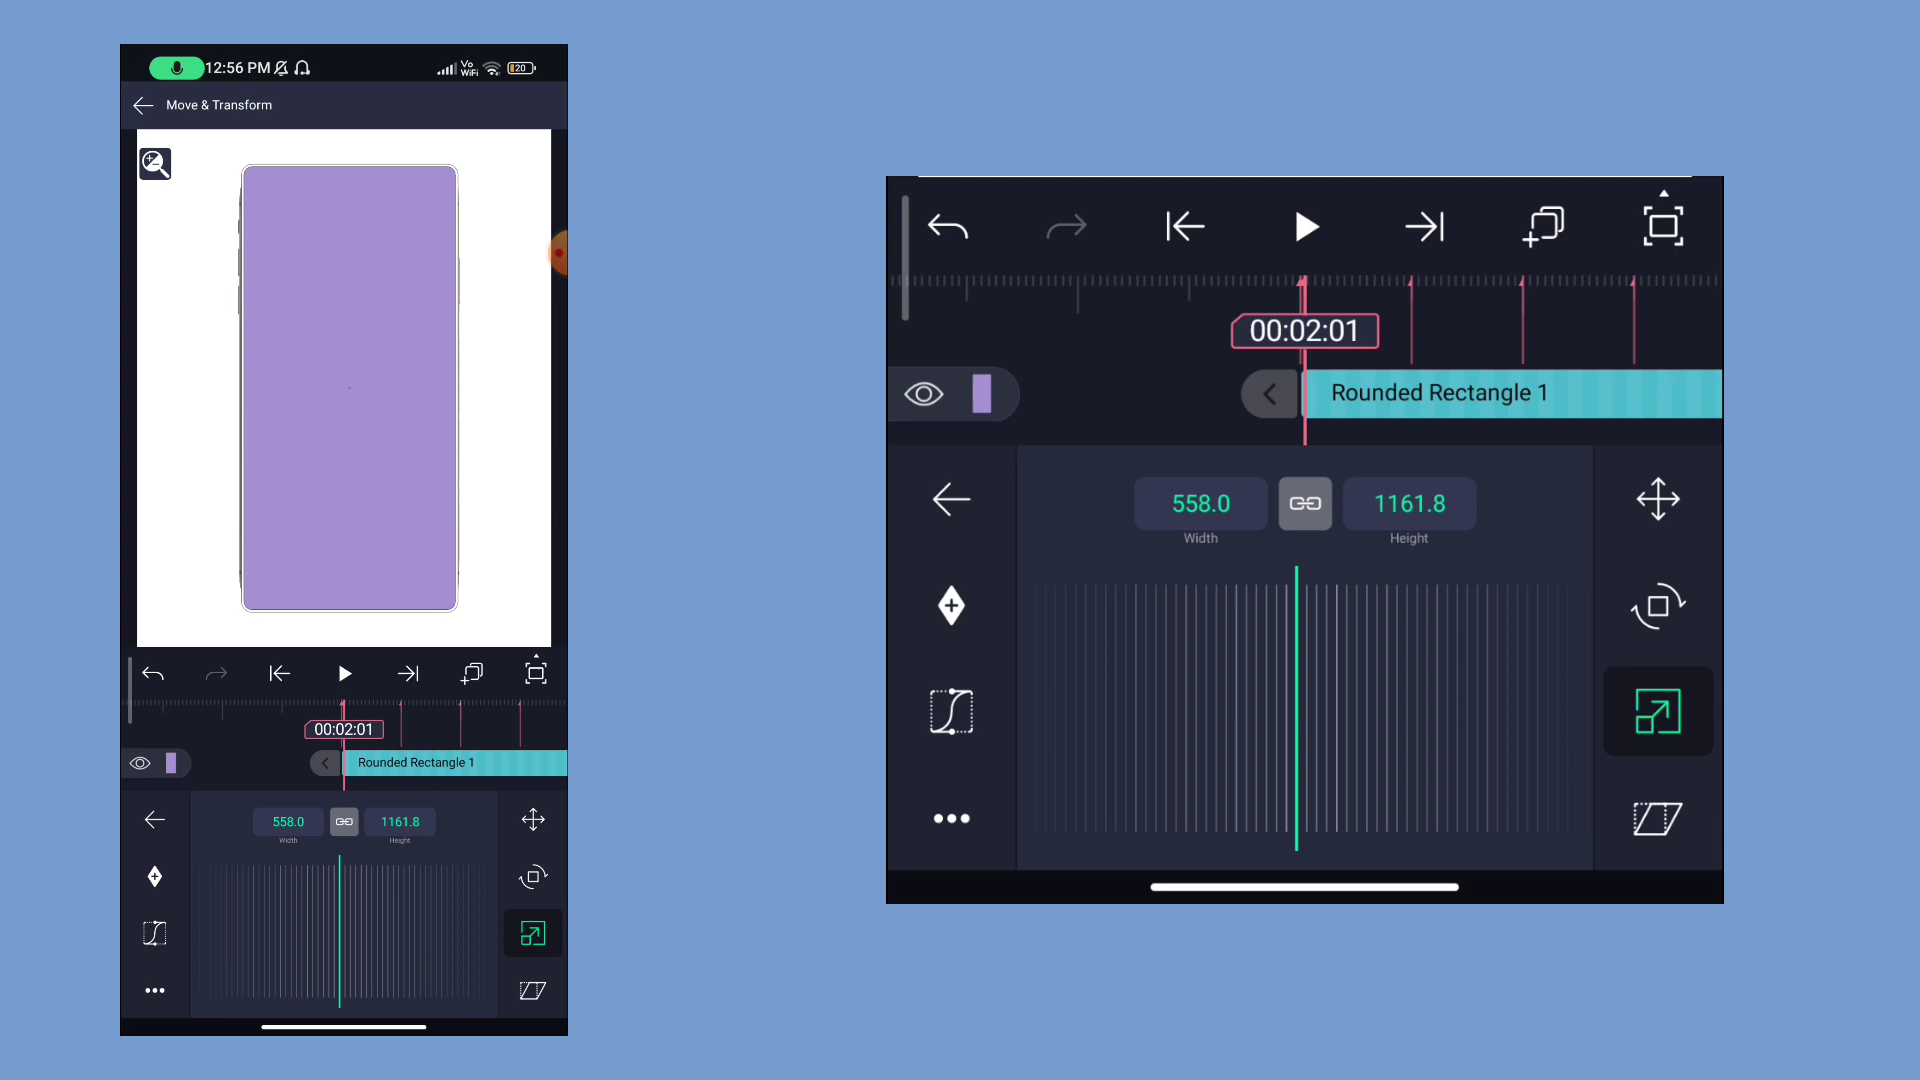 12:56 PM
Vo
WiFi
20
Move & Transform
00:02:01
Rounded Rectangle 1
558.0
1161.8
Width
Height
00:02:01
Rounded Rectangle 1
558.0
1161.8
Width
Height